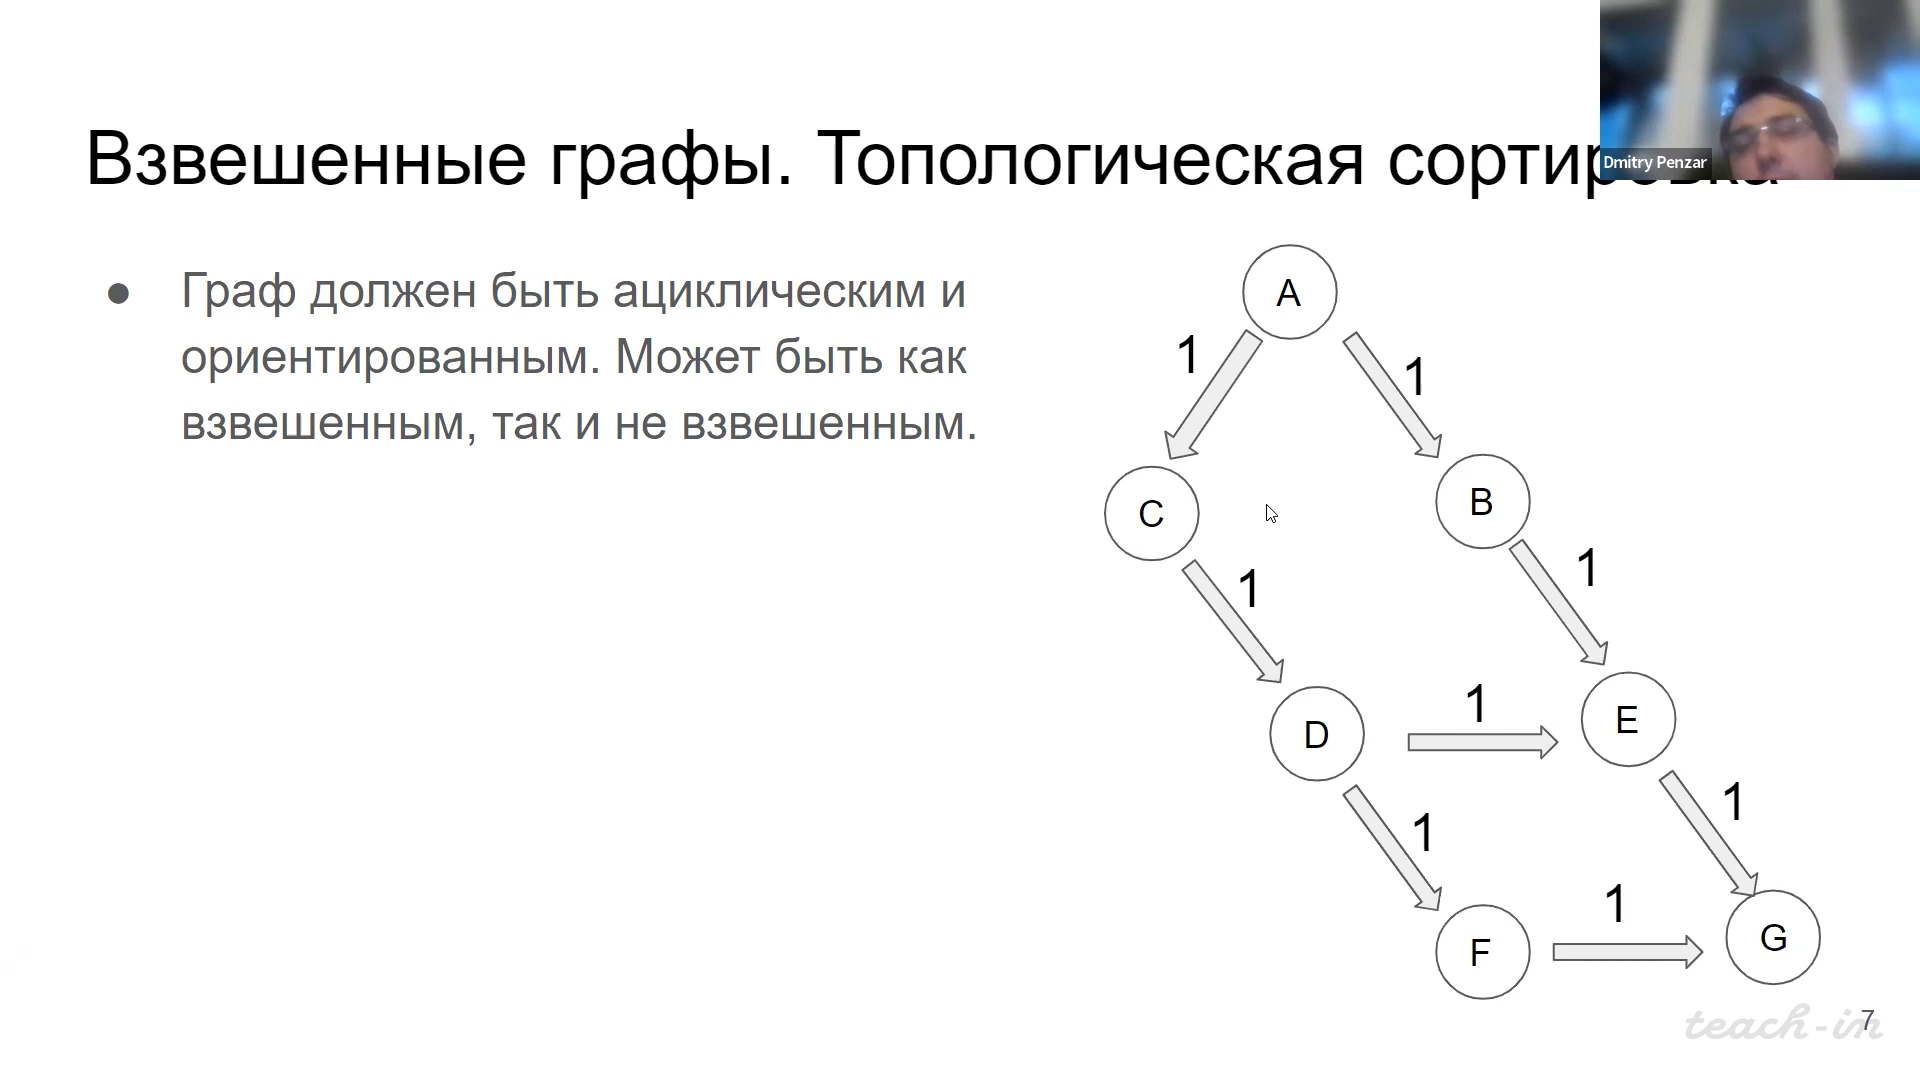 Взвешенные графы. Топологическая сортировка
Dmitry Penzar
● Граф должен быть ациклическим и
ориентированным. Может быть как
взвешенным, так и не взвешенным.
A
1
1
C
B
1
1
D
1
E
1
1
F
1
G
teach-in
7